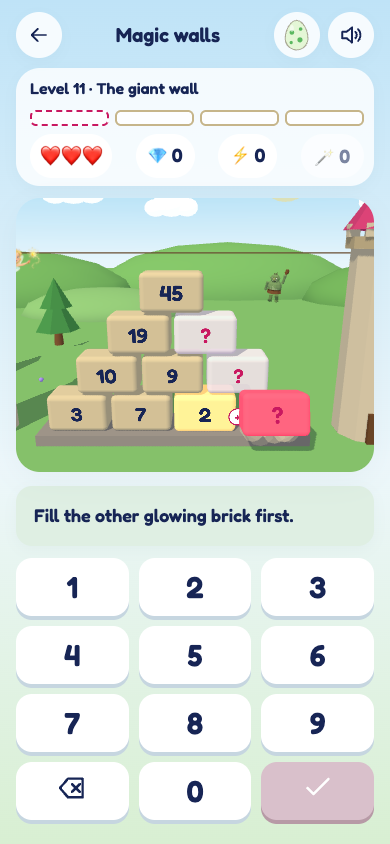 Magic walls
Level 11 · The giant wall
0
0
0
45
19 ?
10 9 ?
3 7 2 ?
Fill the other glowing brick first.
1 2 3
4 5 6
7 8 9
0